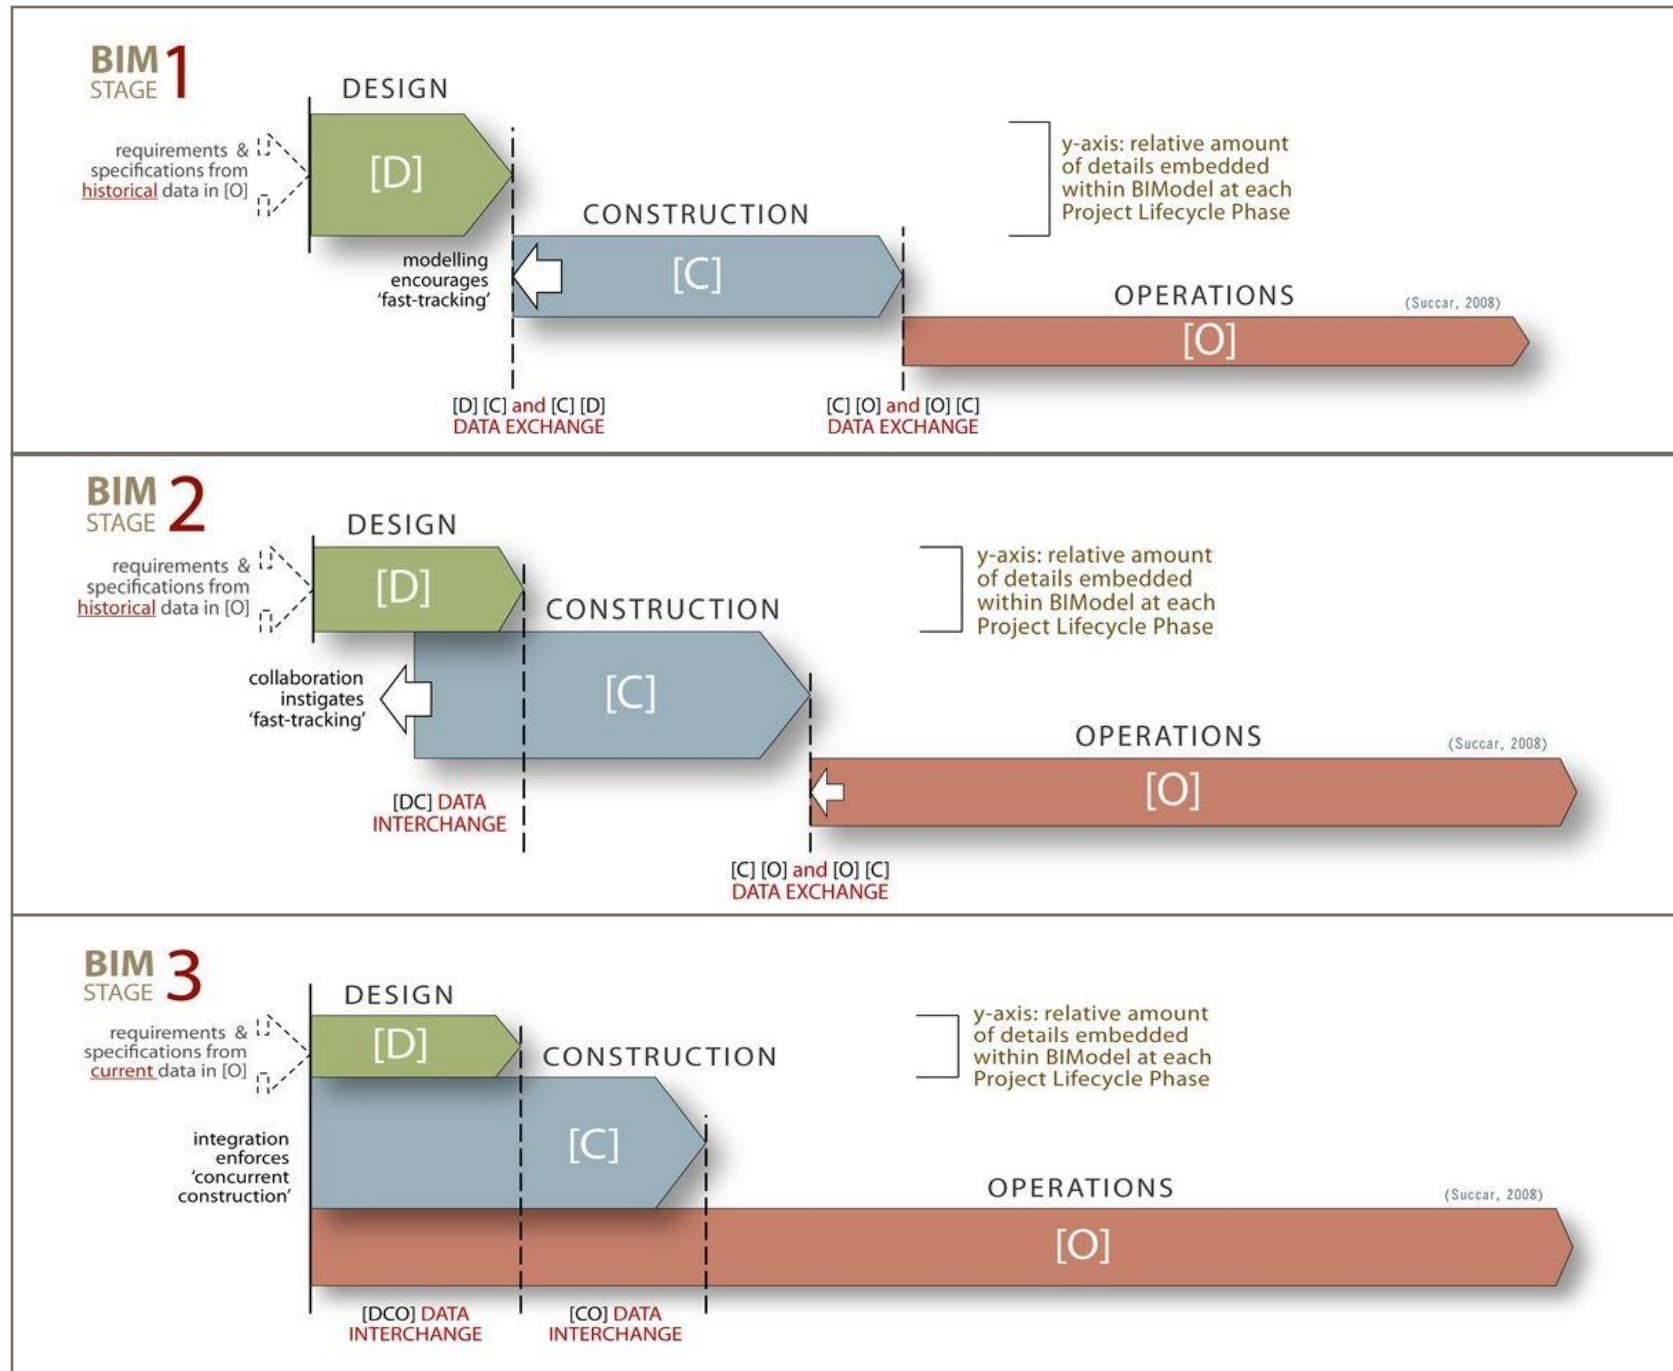 BIM 1
STAGE
DESIGN
requirements &
specifications from
historical data in [O]
[D]
y-axis: relative amount
of details embedded
within BIModel at each
Project Lifecycle Phase
CONSTRUCTION
modelling
encourages
'fast-tracking'
[C]
OPERATIONS
(Succar, 2008)
[O]
[D] [C] and [C] [D]
DATA EXCHANGE
[C] [O] and [O] [C]
DATA EXCHANGE
BIM 2
STAGE
DESIGN
requirements &
specifications from
historical data in [O]
[D]
y-axis: relative amount
of details embedded
within BIModel at each
Project Lifecycle Phase
CONSTRUCTION
collaboration
instigates
'fast-tracking'
[C]
OPERATIONS
(Succar, 2008)
[O]
[DC] DATA
INTERCHANGE
[C] [O] and [O] [C]
DATA EXCHANGE
BIM 3
STAGE
DESIGN
requirements &
specifications from
current data in [O]
[D]
y-axis: relative amount
of details embedded
within BIModel at each
Project Lifecycle Phase
CONSTRUCTION
integration
enforces
'concurrent
construction'
[C]
OPERATIONS
(Succar, 2008)
[O]
[DCO] DATA
INTERCHANGE
[CO] DATA
INTERCHANGE